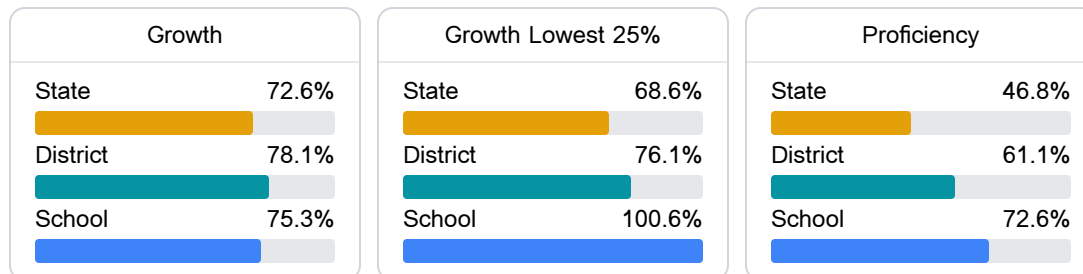 Growth
State 72.6%
District 78.1%
School 75.3%
Growth Lowest 25%
State 68.6%
District 76.1%
School 100.6%
Proficiency
State 46.8%
District 61.1%
School 72.6%